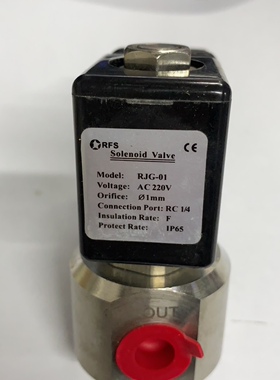 RFS
CE
Solenoid Valve
Model: RJG-01
Voltage: AC 220V
Orifice: Ø1mm
Connection Port: RC 1/4
Insulation Rate: F
Protect Rate: IP65
OUT